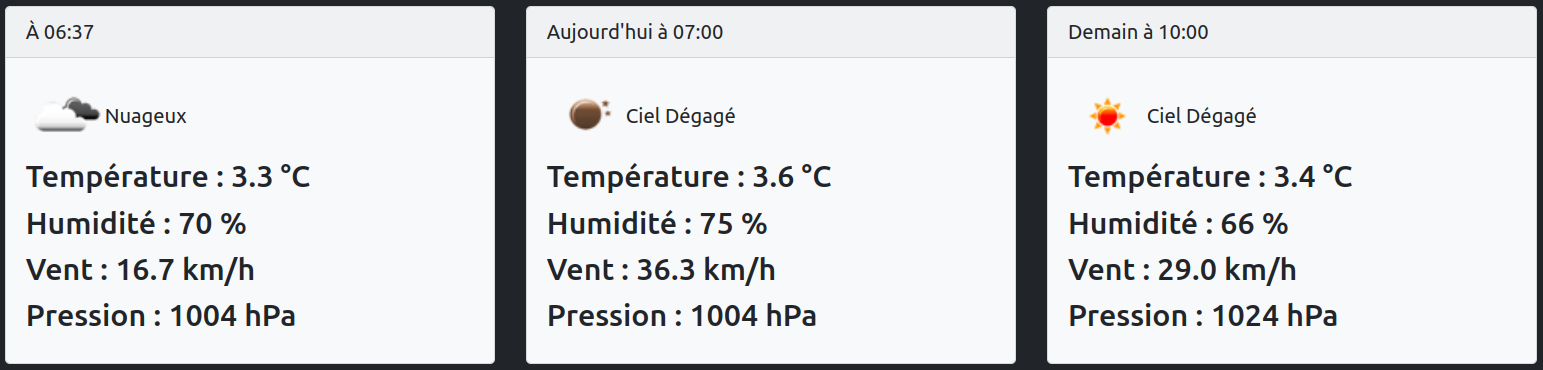 À 06:37
Nuageux
Température : 3.3 °C
Humidité : 70 %
Vent : 16.7 km/h
Pression : 1004 hPa
Aujourd'hui à 07:00
Ciel Dégagé
Température : 3.6 °C
Humidité : 75 %
Vent : 36.3 km/h
Pression : 1004 hPa
Demain à 10:00
Ciel Dégagé
Température : 3.4 °C
Humidité : 66 %
Vent : 29.0 km/h
Pression : 1024 hPa